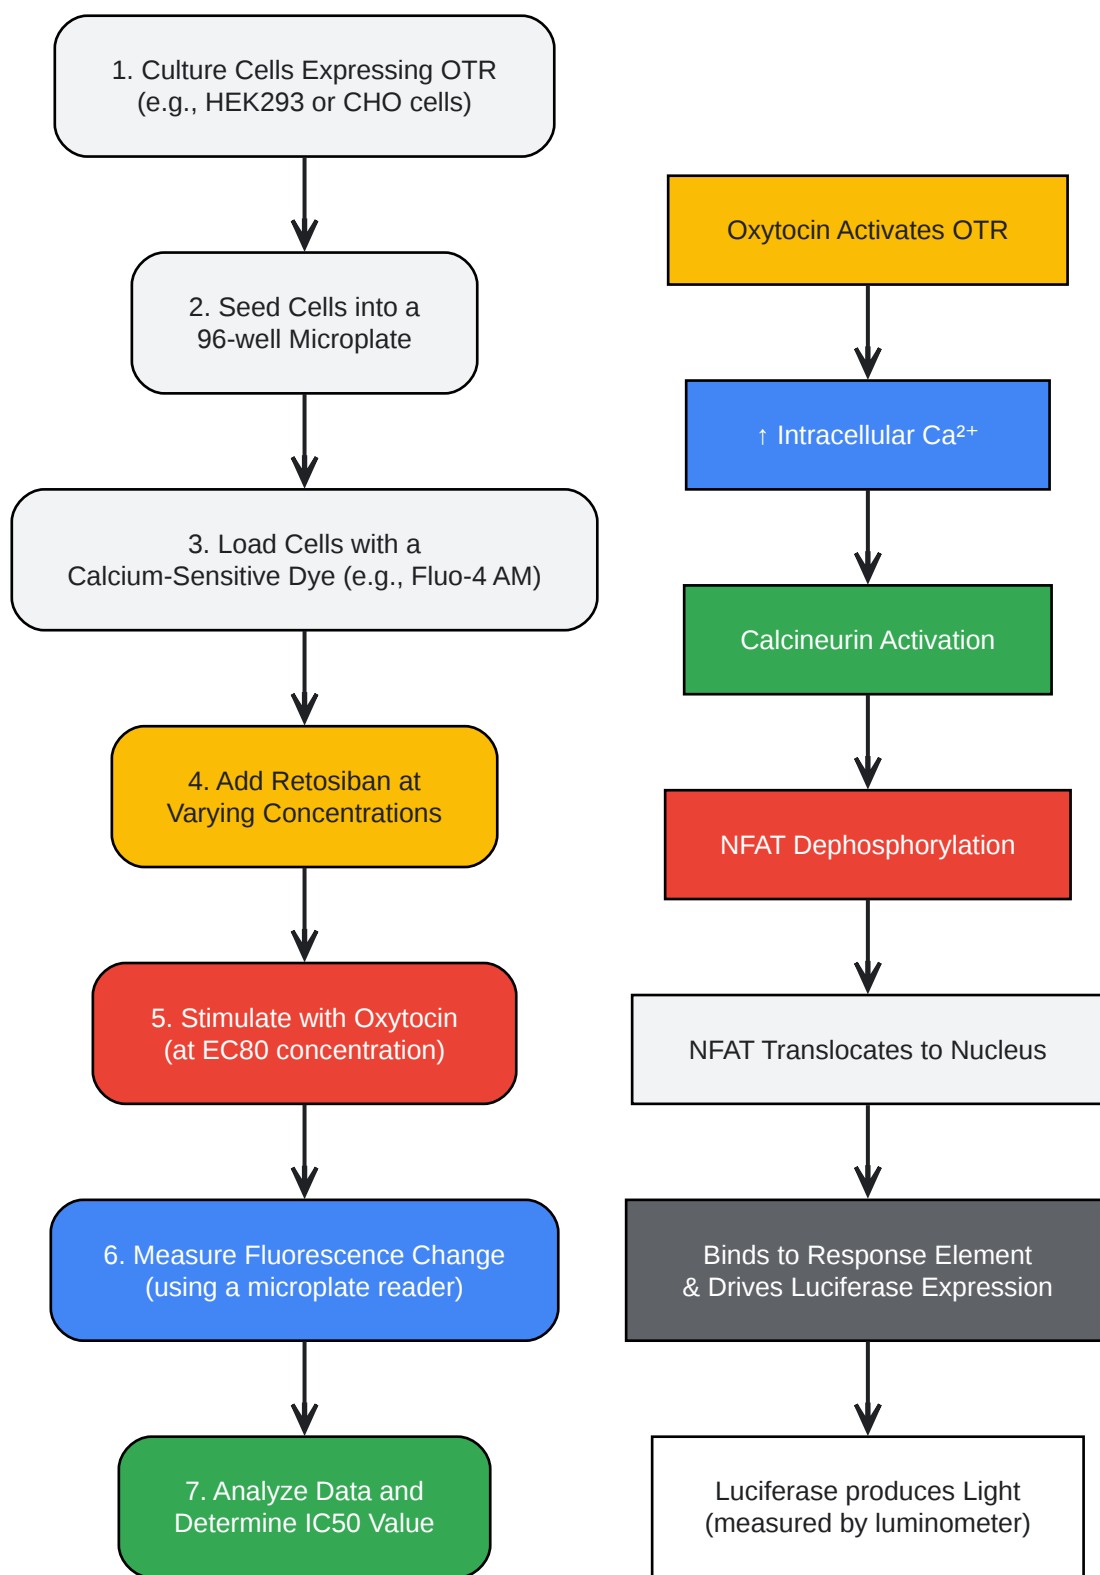 1. Culture Cells Expressing OTR
(e.g., HEK293 or CHO cells)
2. Seed Cells into a
96-well Microplate
3. Load Cells with a
Calcium-Sensitive Dye (e.g., Fluo-4 AM)
4. Add Retosiban at
Varying Concentrations
5. Stimulate with Oxytocin
(at EC80 concentration)
6. Measure Fluorescence Change
(using a microplate reader)
7. Analyze Data and
Determine IC50 Value
Oxytocin Activates OTR
↑ Intracellular Ca²⁺
Calcineurin Activation
NFAT Dephosphorylation
NFAT Translocates to Nucleus
Binds to Response Element
& Drives Luciferase Expression
Luciferase produces Light
(measured by luminometer)